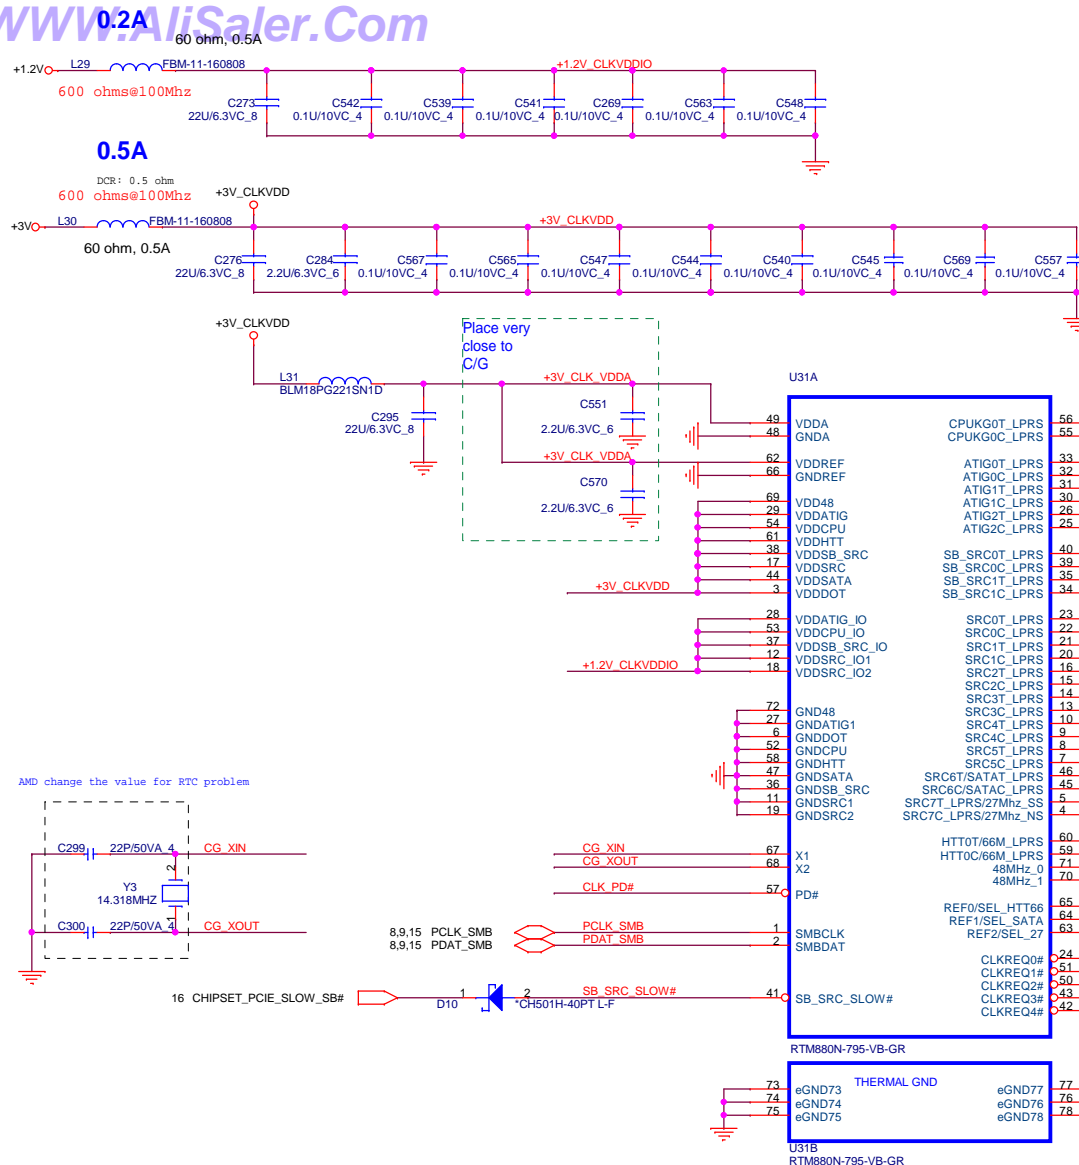 WWW.AliSaler.Com
0.2A
60 ohm, 0.5A
+1.2V L29 FBM-11-160808 +1.2V_CLKVDDIO
600 ohms@100Mhz
C273 C542 C539 C541 C269 C563 C548
22U/6.3VC_8 0.1U/10VC_4 0.1U/10VC_4 0.1U/10VC_4 0.1U/10VC_4 0.1U/10VC_4 0.1U/10VC_4
0.5A
DCR: 0.5 ohm
600 ohms@100Mhz +3V_CLKVDD
+3V L30 FBM-11-160808 +3V_CLKVDD
60 ohm, 0.5A
C276 C284 C567 C565 C547 C544 C540 C545 C569 C557
22U/6.3VC_8 2.2U/6.3VC_6 0.1U/10VC_4 0.1U/10VC_4 0.1U/10VC_4 0.1U/10VC_4 0.1U/10VC_4 0.1U/10VC_4 0.1U/10VC_4 0.1U/10VC_4
+3V_CLKVDD
Place very
close to
C/G
L31 +3V_CLK_VDDA
BLM18PG221SN1D
C295
22U/6.3VC_8
C551
2.2U/6.3VC_6
+3V_CLK_VDDA
C570
2.2U/6.3VC_6
+3V_CLKVDD
+1.2V_CLKVDDIO
U31A
49 VDDA CPUKG0T_LPRS 56
48 GNDA CPUKG0C_LPRS 55
62 VDDREF ATIG0T_LPRS 33
66 GNDREF ATIG0C_LPRS 32
ATIG1T_LPRS 31
69 VDD48 ATIG1C_LPRS 30
29 VDDATIG ATIG2T_LPRS 26
54 VDDCPU ATIG2C_LPRS 25
61 VDDHTT
38 VDDSB_SRC SB_SRC0T_LPRS 40
17 VDDSRC SB_SRC0C_LPRS 39
44 VDDSATA SB_SRC1T_LPRS 35
3 VDDDOT SB_SRC1C_LPRS 34
28 VDDATIG_IO SRC0T_LPRS 23
53 VDDCPU_IO SRC0C_LPRS 22
37 VDDSB_SRC_IO SRC1T_LPRS 21
12 VDDSRC_IO1 SRC1C_LPRS 20
18 VDDSRC_IO2 SRC2T_LPRS 16
SRC2C_LPRS 15
SRC3T_LPRS 14
72 GND48 SRC3C_LPRS 13
27 GNDATIG1 SRC4T_LPRS 10
6 GNDDOT SRC4C_LPRS 9
52 GNDCPU SRC5T_LPRS 8
58 GNDHTT SRC5C_LPRS 7
47 GNDSATA SRC6T/SATAT_LPRS 46
36 GNDSB_SRC SRC6C/SATAC_LPRS 45
11 GNDSRC1 SRC7T_LPRS/27Mhz_SS 5
19 GNDSRC2 SRC7C_LPRS/27Mhz_NS 4
HTT0T/66M_LPRS 60
67 X1 HTT0C/66M_LPRS 59
68 X2 48MHz_0 71
48MHz_1 70
57 PD#
REF0/SEL_HTT66 65
REF1/SEL_SATA 64
1 SMBCLK REF2/SEL_27 63
2 SMBDAT
CLKREQ0# 24
CLKREQ1# 51
CLKREQ2# 50
41 SB_SRC_SLOW# CLKREQ3# 43
CLKREQ4# 42
RTM880N-795-VB-GR
AMD change the value for RTC problem
C299 22P/50VA_4 CG_XIN
2
Y3
14.318MHZ
1
C300 22P/50VA_4 CG_XOUT
CG_XIN
CG_XOUT
CLK_PD#
8,9,15 PCLK_SMB PCLK_SMB
8,9,15 PDAT_SMB PDAT_SMB
16 CHIPSET_PCIE_SLOW_SB# 1 2 SB_SRC_SLOW#
D10 *CH501H-40PT L-F
THERMAL GND
73 eGND73 eGND77 77
74 eGND74 eGND76 76
75 eGND75 eGND78 78
U31B
RTM880N-795-VB-GR